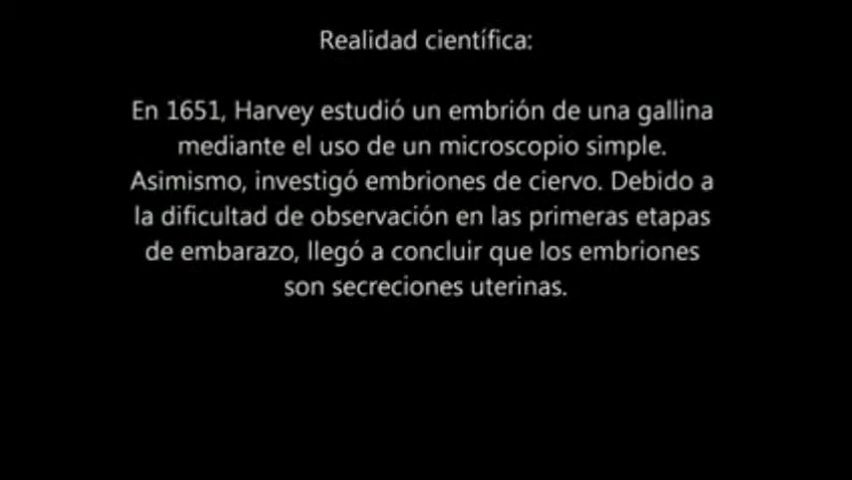 Realidad científica:
En 1651, Harvey estudió un embrión de una gallina
mediante el uso de un microscopio simple.
Asimismo, investigó embriones de ciervo. Debido a
la dificultad de observación en las primeras etapas
de embarazo, llegó a concluir que los embriones
son secreciones uterinas.